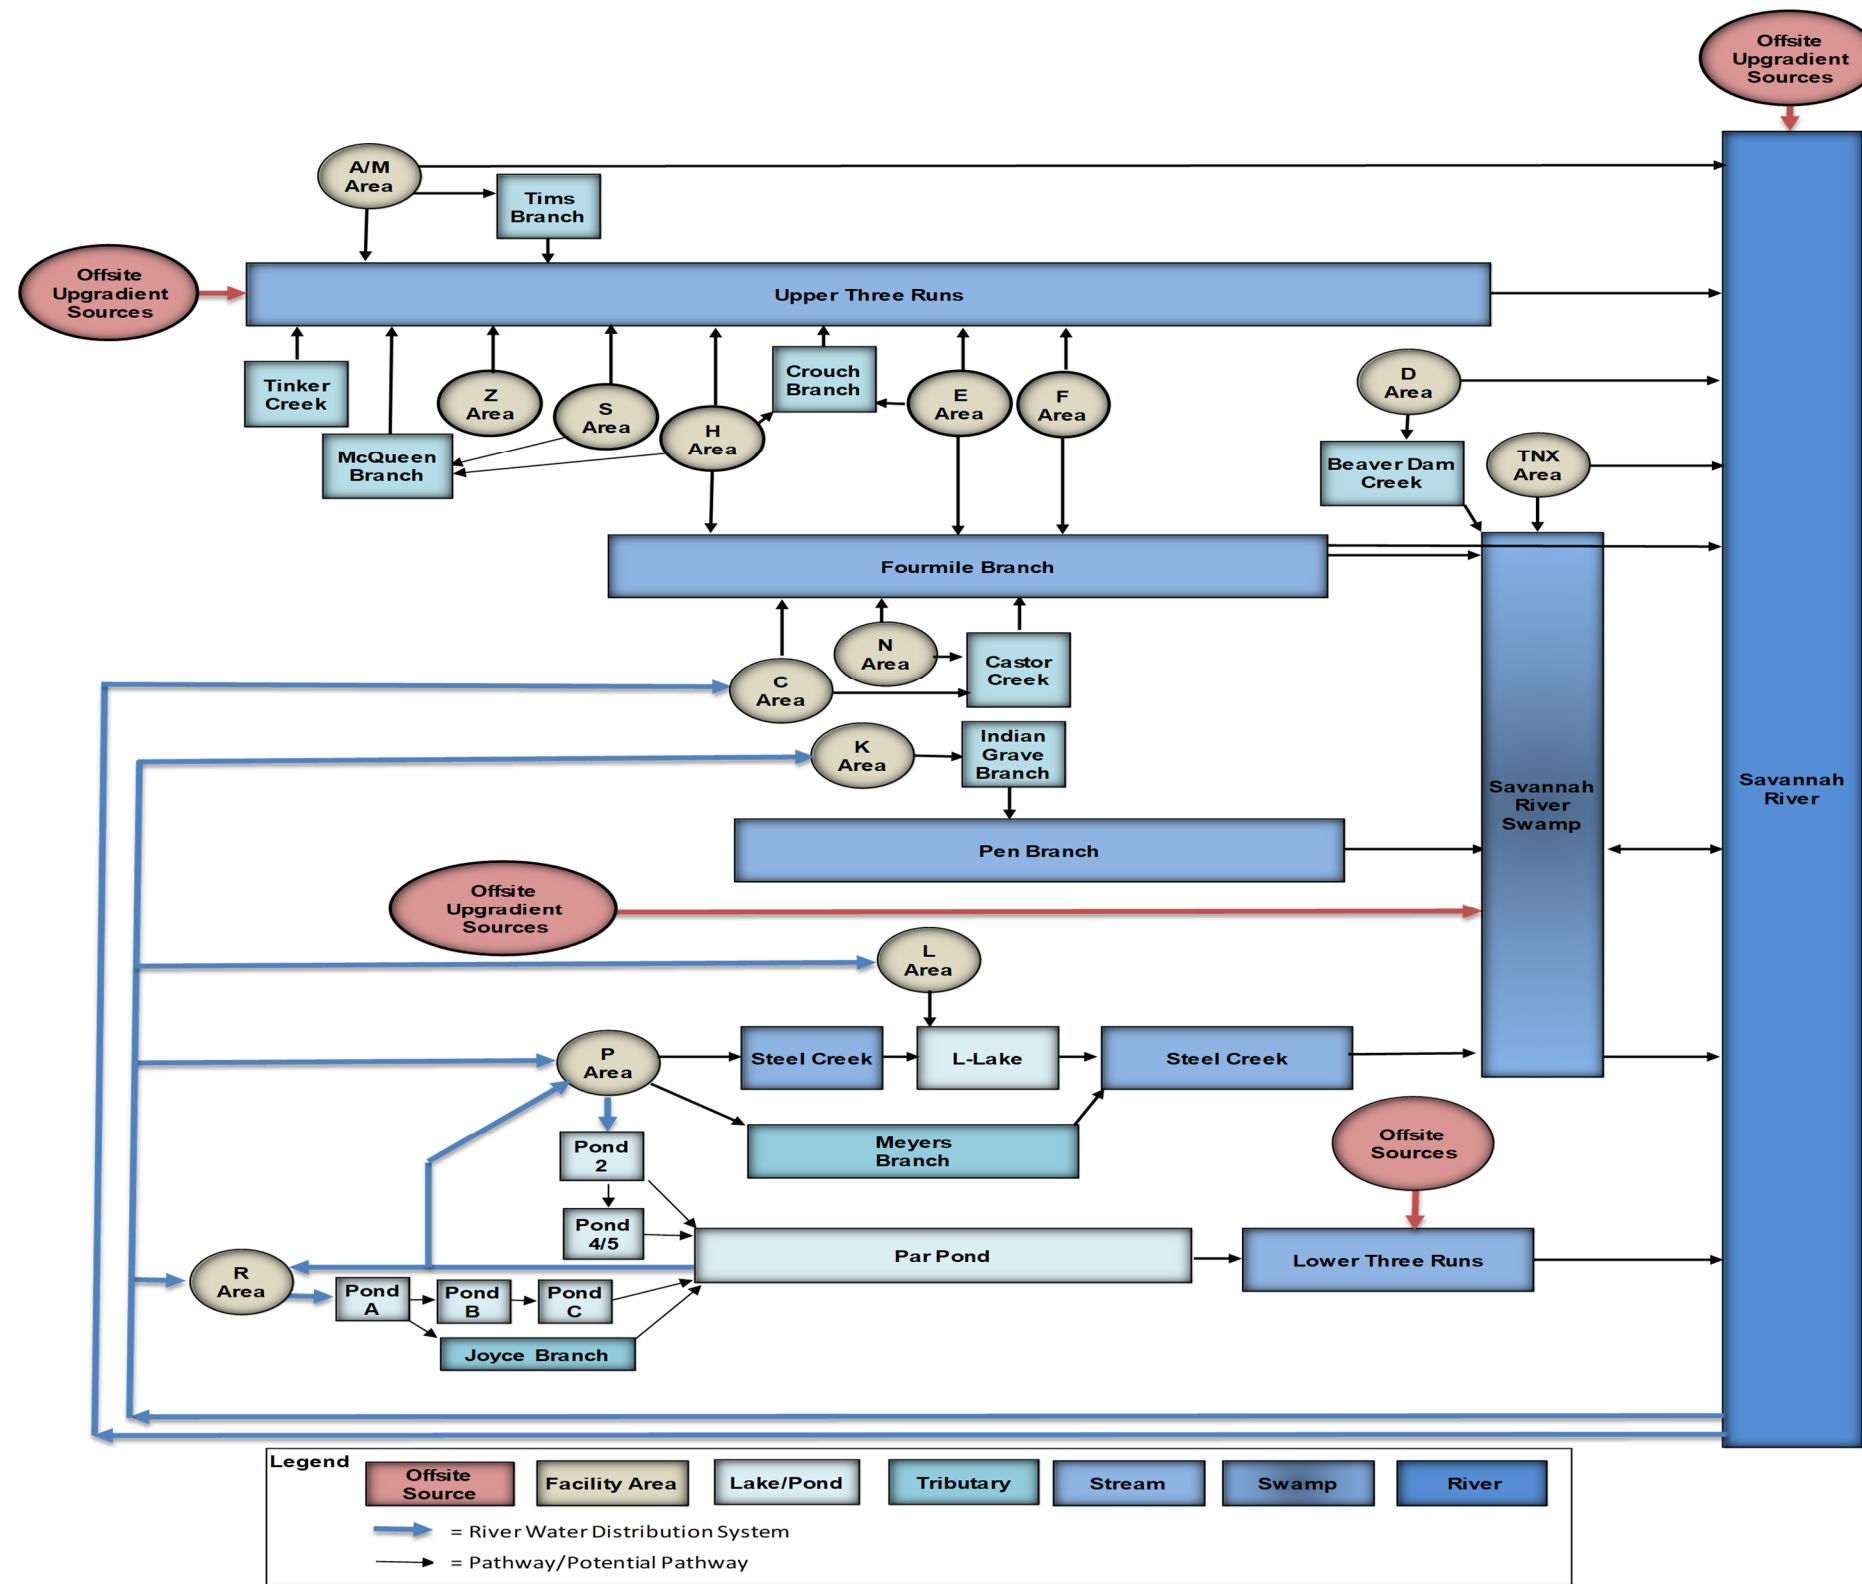 Offsite
Upgradient
Sources
A/M
Area
Tims
Branch
Offsite
Upgradient
Sources
Upper Three Runs
Tinker
Creek
McQueen
Branch
Z
Area
S
Area
H
Area
Crouch
Branch
E
Area
F
Area
D
Area
Beaver Dam
Creek
TNX
Area
Fourmile Branch
N
Area
Castor
Creek
C
Area
K
Area
Indian
Grave
Branch
Savannah
River
Swamp
Savannah
River
Pen Branch
Offsite
Upgradient
Sources
L
Area
P
Area
Steel Creek
L-Lake
Steel Creek
Meyers
Branch
Offsite
Sources
Pond
2
Pond
4/5
Par Pond
Lower Three Runs
R
Area
Pond
A
Pond
B
Pond
C
Joyce Branch
Legend
Offsite
Source
Facility Area
Lake/Pond
Tributary
Stream
Swamp
River
= River Water Distribution System
= Pathway/Potential Pathway